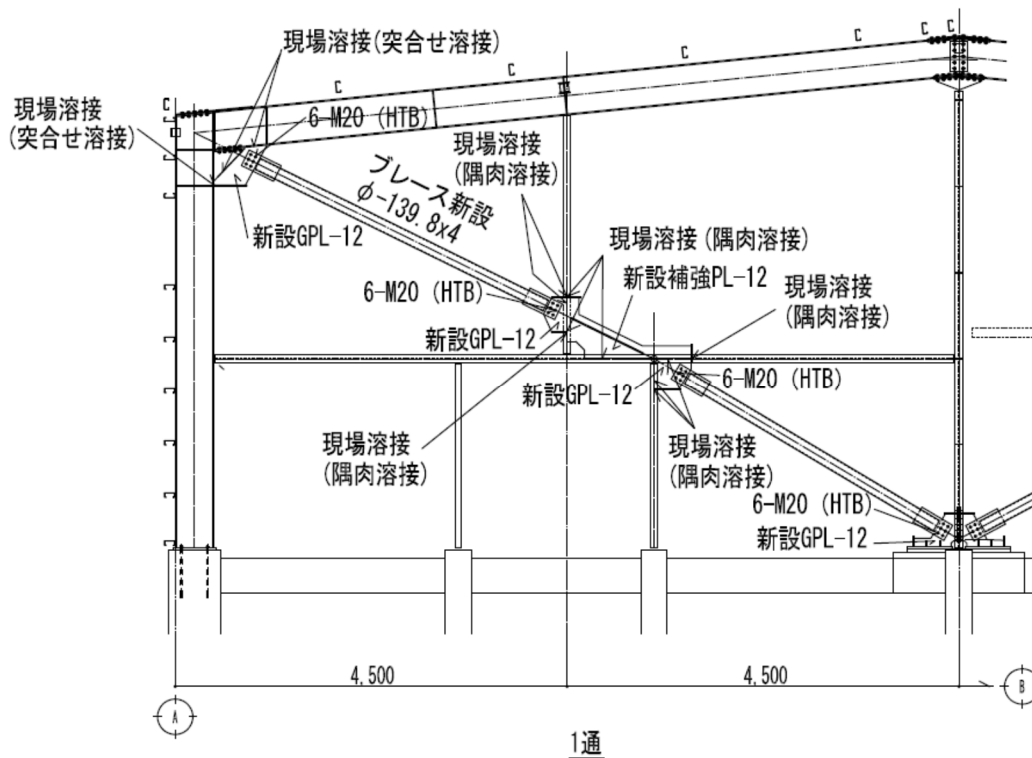 現場溶接(突合せ溶接)
現場溶接
(突合せ溶接)
6-M20 (HTB)
現場溶接
(隅肉溶接)
ブレース新設
φ-139.8x4
新設GPL-12
現場溶接(隅肉溶接)
新設補強PL-12
現場溶接
(隅肉溶接)
6-M20 (HTB)
新設GPL-12
6-M20 (HTB)
新設GPL-12
現場溶接
(隅肉溶接)
現場溶接
(隅肉溶接)
6-M20 (HTB)
新設GPL-12
4,500
4,500
A
B
1通